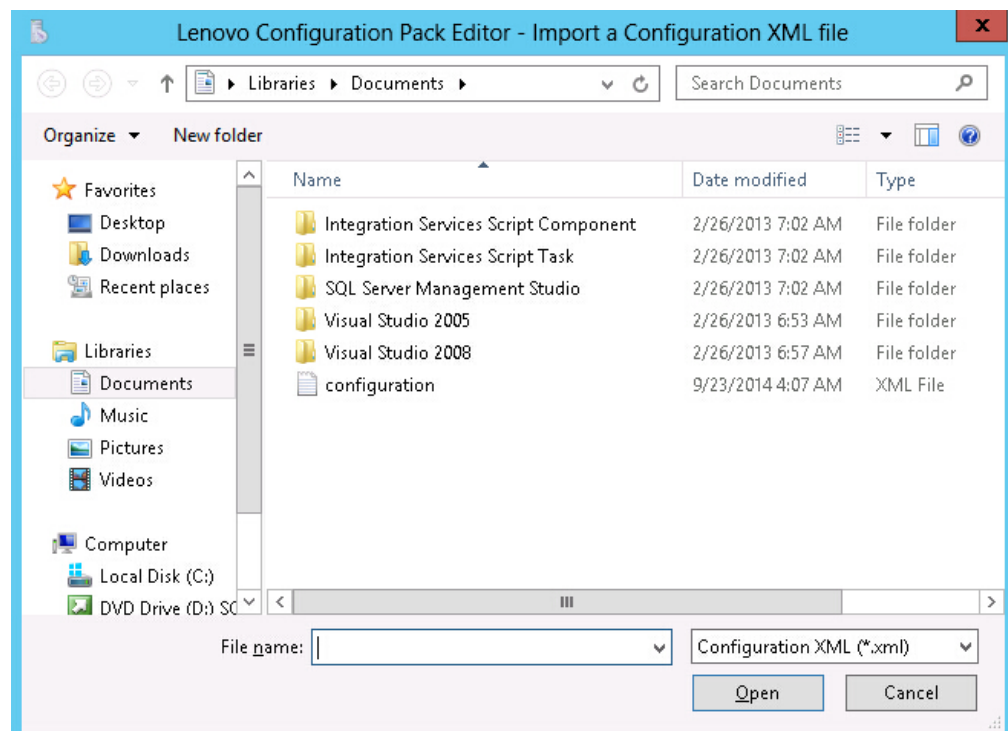 Lenovo Configuration Pack Editor - Import a Configuration XML file
x
Libraries Documents
Search Documents
Organize New folder
Favorites
Desktop
Downloads
Recent places
Libraries
Documents
Music
Pictures
Videos
Computer
Local Disk (C:)
DVD Drive (D:) SC
Name Date modified Type
Integration Services Script Component 2/26/2013 7:02 AM File folder
Integration Services Script Task 2/26/2013 7:02 AM File folder
SQL Server Management Studio 2/26/2013 7:02 AM File folder
Visual Studio 2005 2/26/2013 6:53 AM File folder
Visual Studio 2008 2/26/2013 6:57 AM File folder
configuration 9/23/2014 4:07 AM XML File
File name:
Configuration XML (*.xml)
Open Cancel